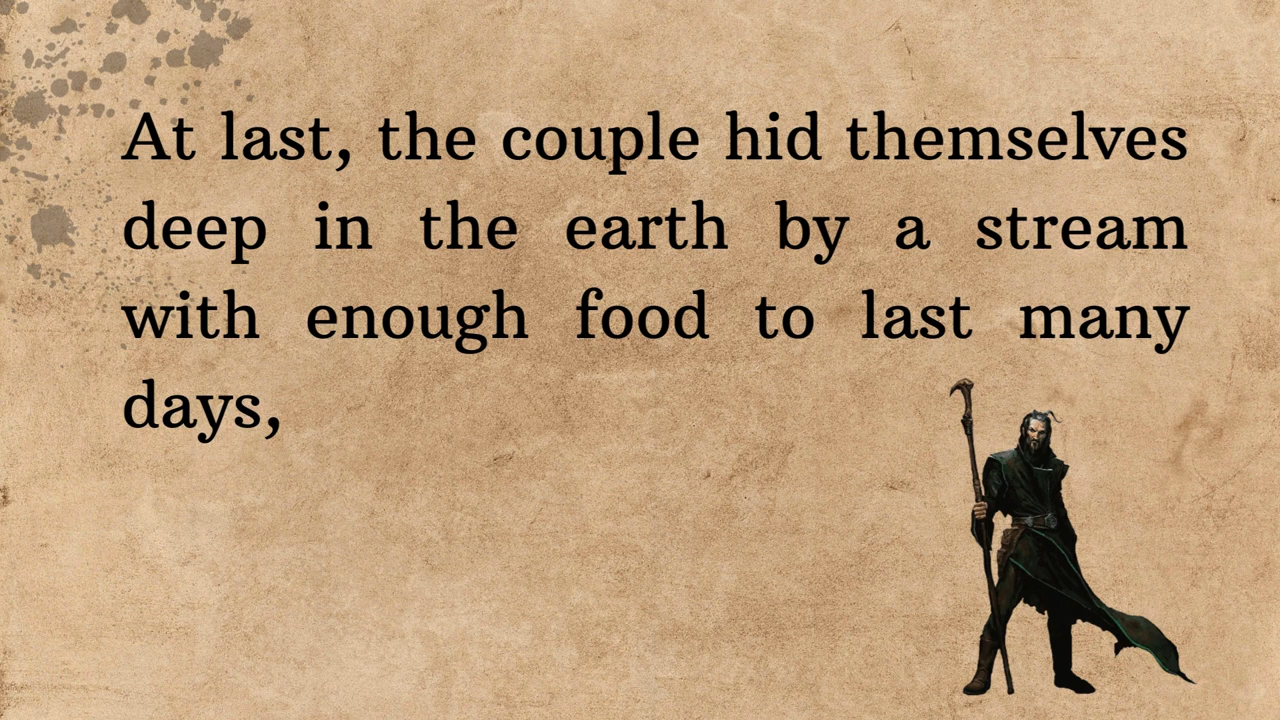 At last, the couple hid themselves
deep in the earth by a stream
with enough food to last many
days,